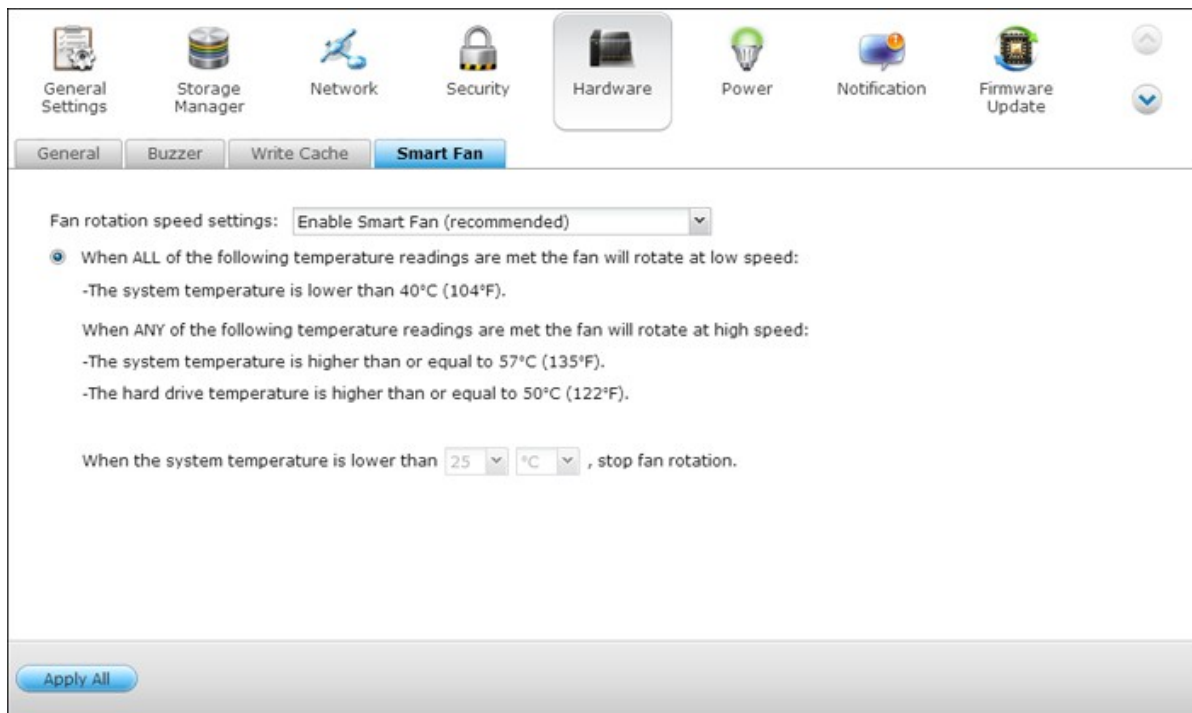 General Settings
Storage Manager
Network
Security
Hardware
Power
Notification
Firmware Update
General
Buzzer
Write Cache
Smart Fan
Fan rotation speed settings: Enable Smart Fan (recommended)
When ALL of the following temperature readings are met the fan will rotate at low speed:
-The system temperature is lower than 40°C (104°F).
When ANY of the following temperature readings are met the fan will rotate at high speed:
-The system temperature is higher than or equal to 57°C (135°F).
-The hard drive temperature is higher than or equal to 50°C (122°F).
When the system temperature is lower than 25 °C , stop fan rotation.
Apply All